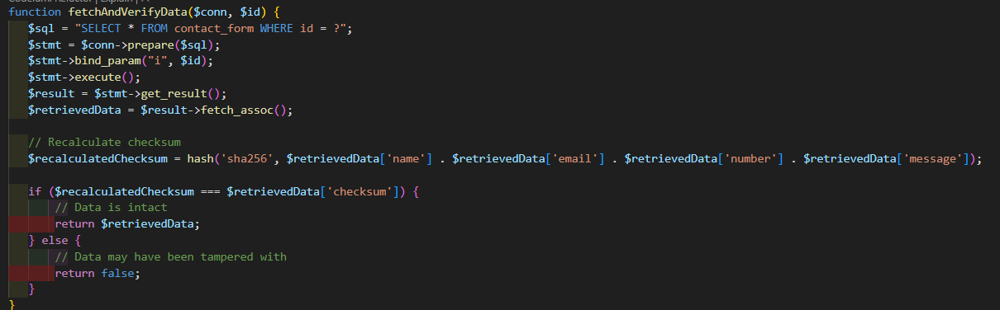 function fetchAndVerifyData($conn, $id) {
    $sql = "SELECT * FROM contact_form WHERE id = ?";
    $stmt = $conn->prepare($sql);
    $stmt->bind_param("i", $id);
    $stmt->execute();
    $result = $stmt->get_result();
    $retrievedData = $result->fetch_assoc();
    // Recalculate checksum
    $recalculatedChecksum = hash('sha256', $retrievedData['name'] . $retrievedData['email'] . $retrievedData['number'] . $retrievedData['message']);
    if ($recalculatedChecksum === $retrievedData['checksum']) {
        // Data is intact
        return $retrievedData;
    } else {
        // Data may have been tampered with
        return false;
    }
}